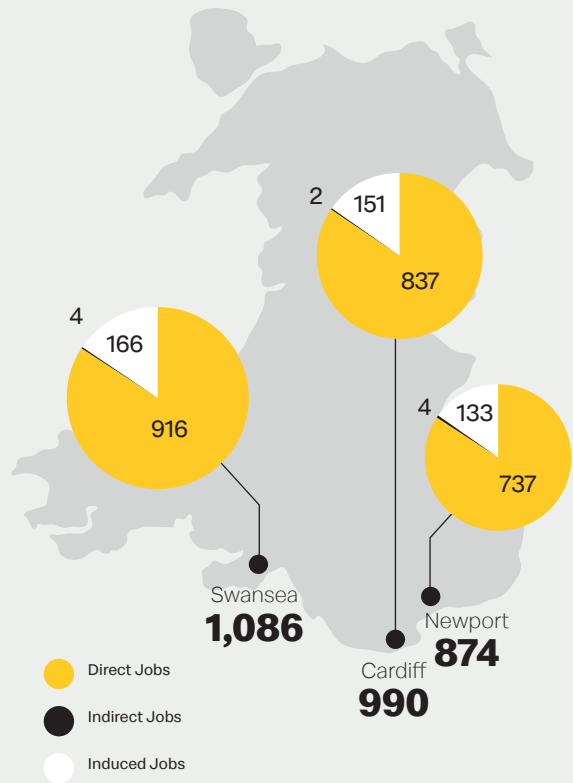 2
151
837
4
166
916
4
133
737
Swansea
1,086
Newport
874
Cardiff
990
Direct Jobs
Indirect Jobs
Induced Jobs